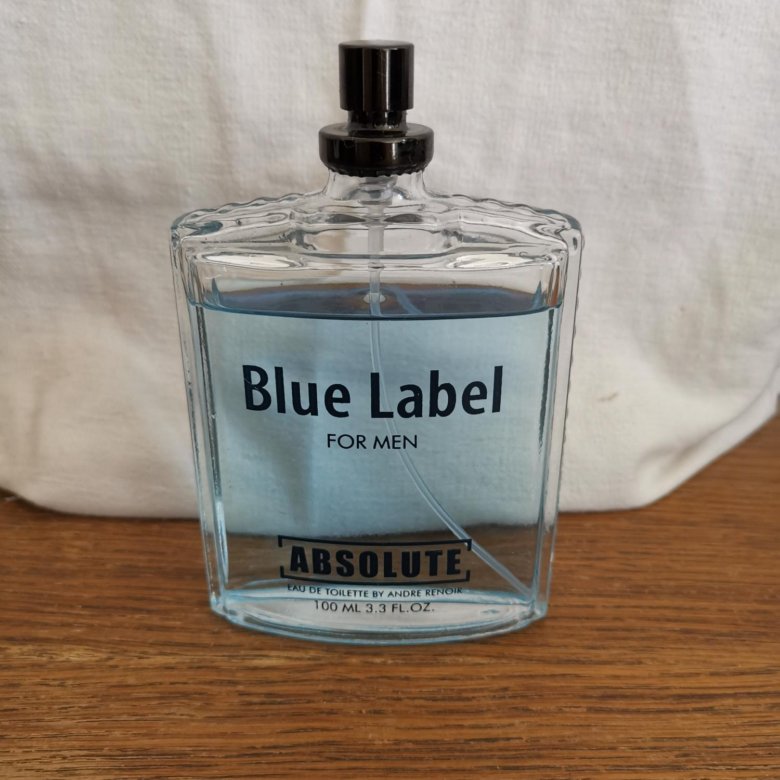 Blue Label
FOR MEN
ABSOLUTE
EAU DE TOILETTE BY ANDRE RENOIR
100 ML 3.3 FL.OZ.